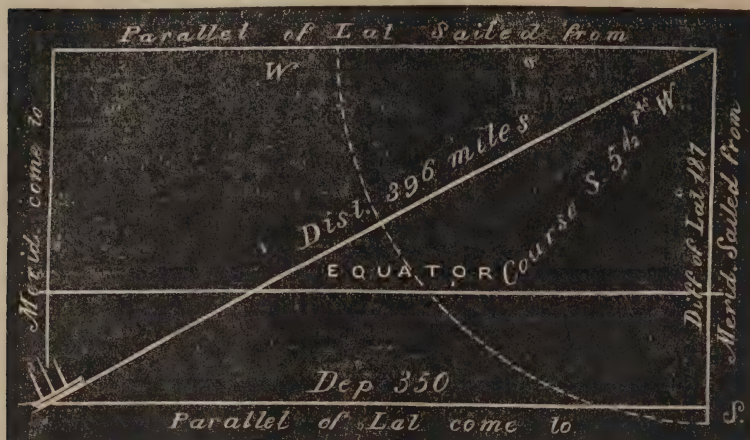 Parallel of Lat Sailed from
W
Merid. come to
Dist. 396 miles
Course S. 5½ pts W
Diff of Lat 187
Merid. Sailed from
EQUATOR
Dep 350
Parallel of Lat come to
S.